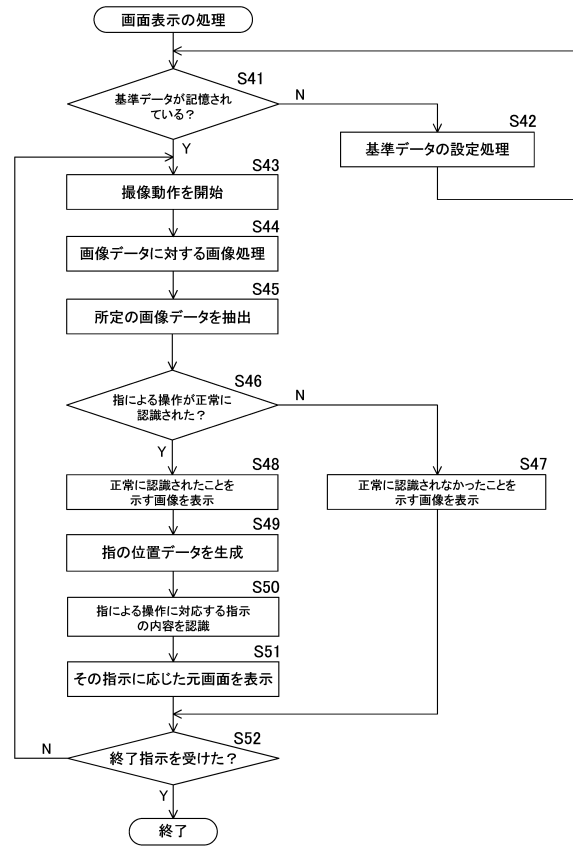 画面表示の処理
S41
基準データが記憶され
ている？
N
Y
S42
基準データの設定処理
S43
撮像動作を開始
S44
画像データに対する画像処理
S45
所定の画像データを抽出
S46
指による操作が正常に
認識された？
N
Y
S48
正常に認識されたことを
示す画像を表示
S47
正常に認識されなかったことを
示す画像を表示
S49
指の位置データを生成
S50
指による操作に対応する指示
の内容を認識
S51
その指示に応じた元画面を表示
S52
終了指示を受けた？
N
Y
終了